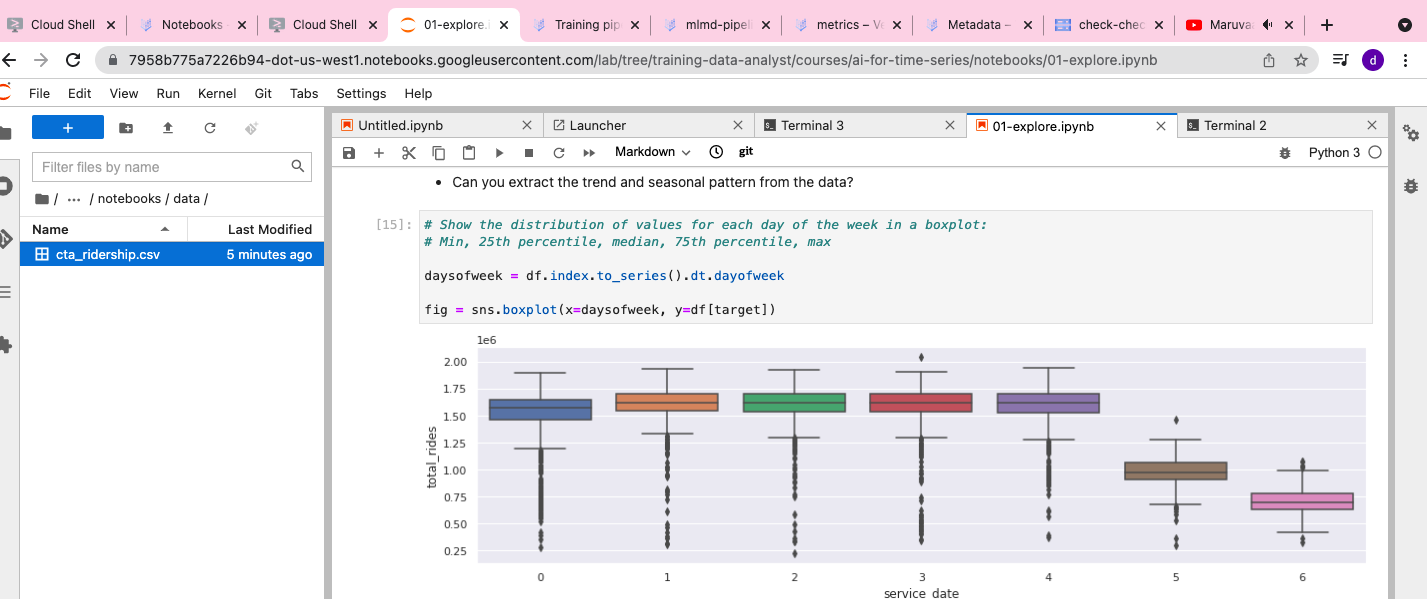 Cloud Shell
Notebooks
Cloud Shell
01-explore.
Training pip
mlmd-pipeli
metrics – Ve
Metadata –
check-chec
Maruvaa
7958b775a7226b94-dot-us-west1.notebooks.googleusercontent.com/lab/tree/training-data-analyst/courses/ai-for-time-series/notebooks/01-explore.ipynb
d
File Edit View Run Kernel Git Tabs Settings Help
Untitled.ipynb
Launcher
Terminal 3
01-explore.ipynb
Terminal 2
Markdown
git
Python 3
Filter files by name
/ ··· / notebooks / data /
Name Last Modified
cta_ridership.csv 5 minutes ago
• Can you extract the trend and seasonal pattern from the data?
[15]:
# Show the distribution of values for each day of the week in a boxplot:
# Min, 25th percentile, median, 75th percentile, max
daysofweek = df.index.to_series().dt.dayofweek
fig = sns.boxplot(x=daysofweek, y=df[target])
1e6
2.00
1.75
1.50
1.25
1.00
0.75
0.50
0.25
total_rides
0 1 2 3 4 5 6
service_date